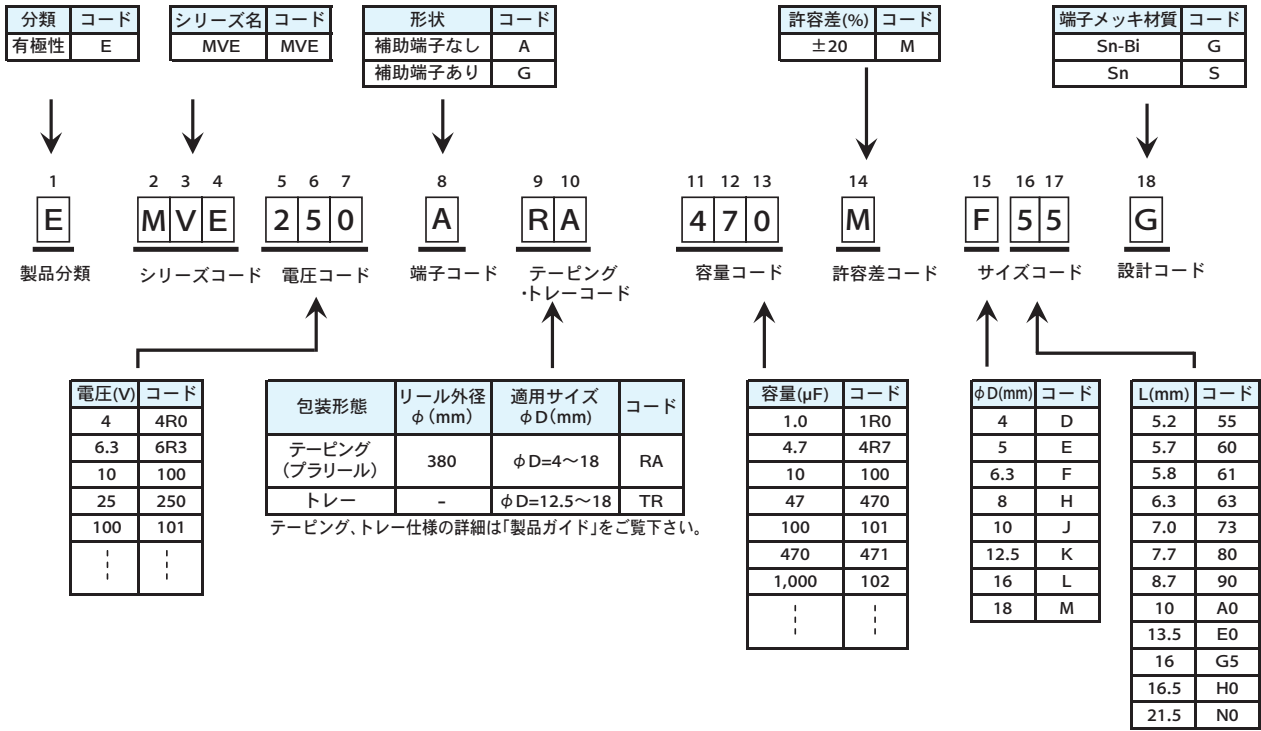 分類 コード
有極性 E
シリーズ名 コード
MVE MVE
形状 コード
補助端子なし A
補助端子あり G
許容差(%) コード
±20 M
端子メッキ材質 コード
Sn-Bi G
Sn S
1 2 3 4 5 6 7 8 9 10 11 12 13 14 15 16 17 18
E M V E 2 5 0 A R A 4 7 0 M F 5 5 G
製品分類 シリーズコード 電圧コード 端子コード テーピング 容量コード 許容差コード サイズコード 設計コード
・トレーコード
電圧(V) コード
4 4R0
6.3 6R3
10 100
25 250
100 101
包装形態 リール外径 φ(mm) 適用サイズ φD(mm) コード
テーピング (プラリール) 380 φD=4～18 RA
トレー – φD=12.5～18 TR
テーピング、トレー仕様の詳細は「製品ガイド」をご覧下さい。
容量(μF) コード
1.0 1R0
4.7 4R7
10 100
47 470
100 101
470 471
1,000 102
φD(mm) コード
4 D
5 E
6.3 F
8 H
10 J
12.5 K
16 L
18 M
L(mm) コード
5.2 55
5.7 60
5.8 61
6.3 63
7.0 73
7.7 80
8.7 90
10 A0
13.5 E0
16 G5
16.5 H0
21.5 N0